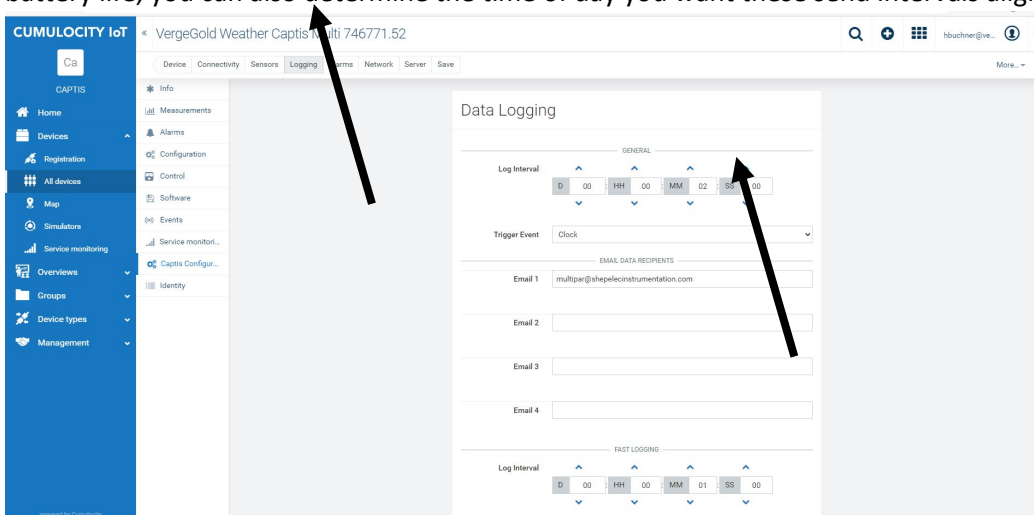 battery life, you can also determine the time of day you want these send intervals alig
CUMULOCITY IoT
« VergeGold Weather Captis Multi 746771.52
hbuchner@ve...
Ca
CAPTIS
Device Connectivity Sensors Logging Alarms Network Server Save
More...
Home
Devices
Registration
All devices
Map
Simulators
Service monitoring
Overviews
Groups
Device types
Management
Info
Measurements
Alarms
Configuration
Control
Software
Events
Service monitori...
Captis Configur...
Identity
Data Logging
GENERAL
Log Interval
D 00 : HH 00 : MM 02 : SS 00
Trigger Event Clock
EMAIL DATA RECIPIENTS
Email 1 multipar@shepelecinstrumentation.com
Email 2
Email 3
Email 4
FAST LOGGING
Log Interval
D 00 : HH 00 : MM 01 : SS 00